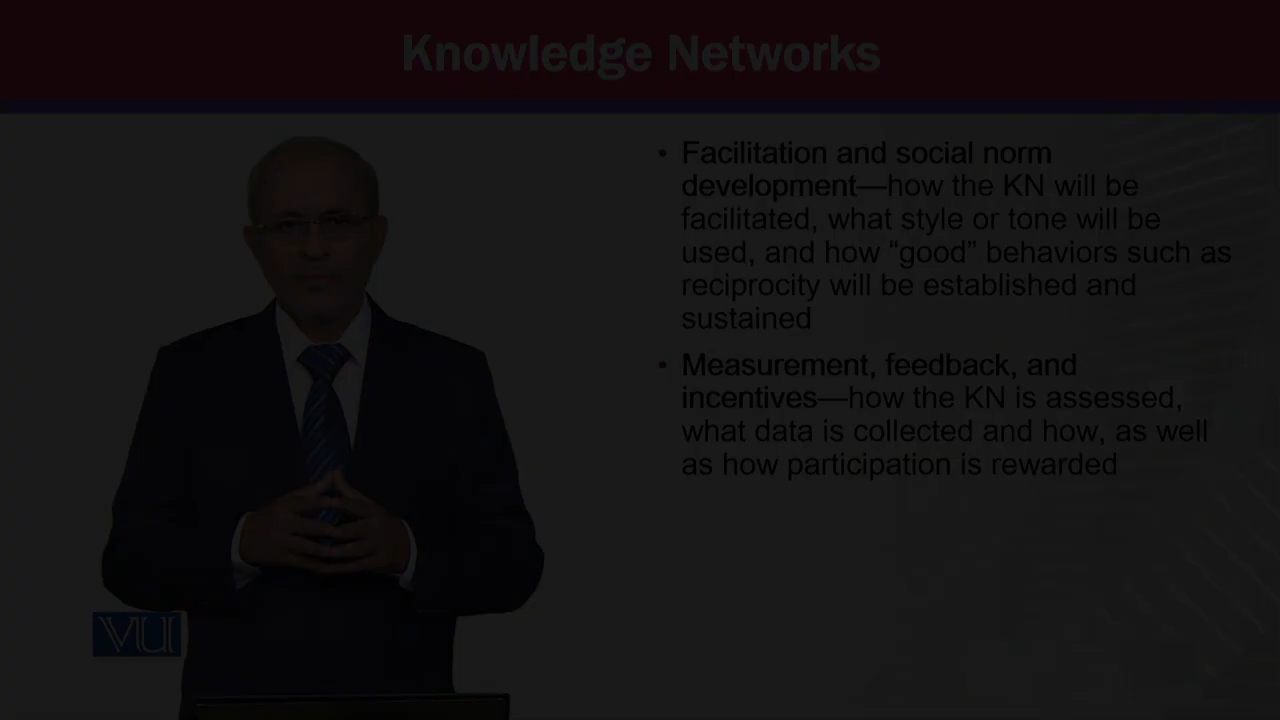 Knowledge Networks
• Facilitation and social norm
development—how the KN will be
facilitated, what style or tone will be
used, and how “good” behaviors such as
reciprocity will be established and
sustained
• Measurement, feedback, and
incentives—how the KN is assessed,
what data is collected and how, as well
as how participation is rewarded
VU